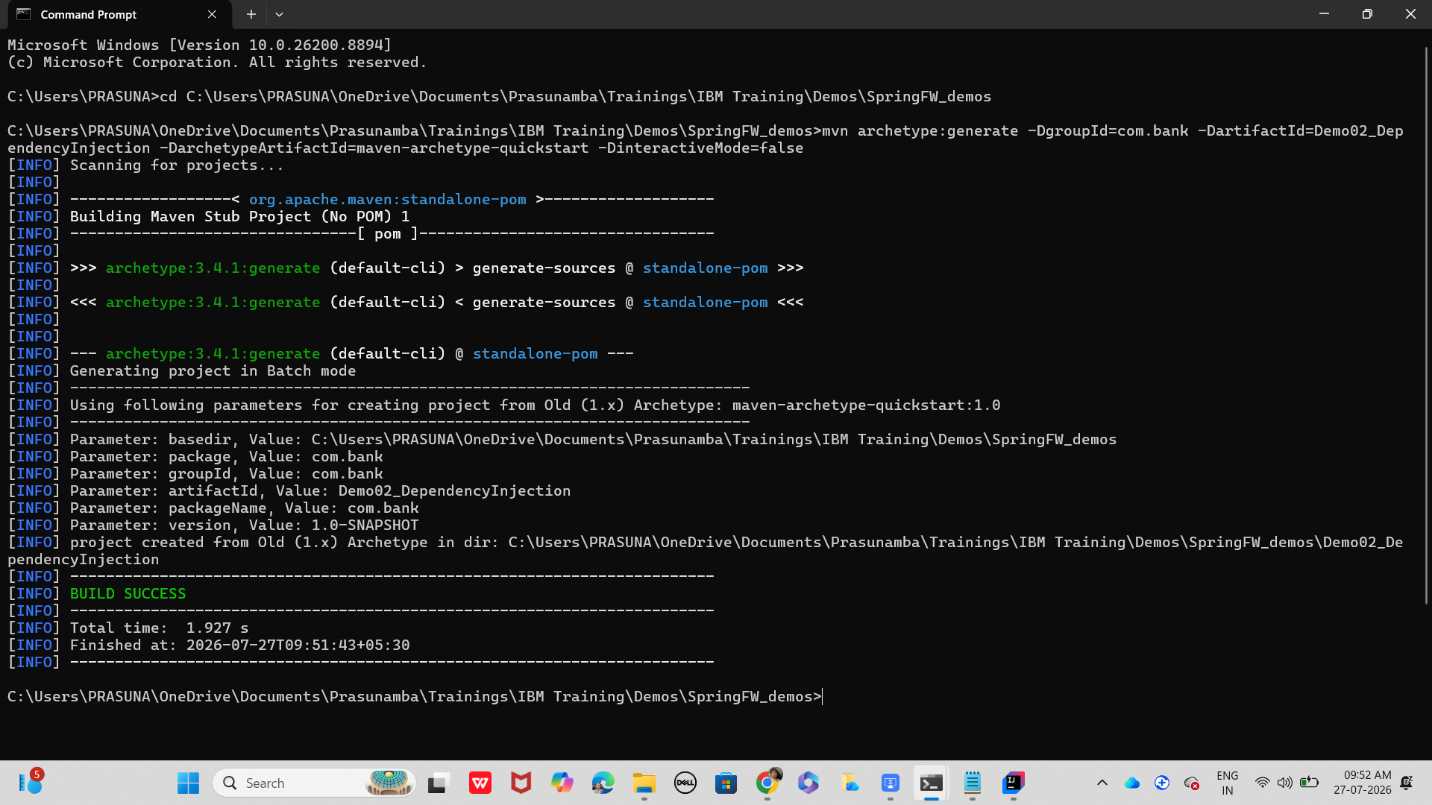 Command Prompt
Microsoft Windows [Version 10.0.26200.8894]
(c) Microsoft Corporation. All rights reserved.
C:\Users\PRASUNA>cd C:\Users\PRASUNA\OneDrive\Documents\Prasunamba\Trainings\IBM Training\Demos\SpringFW_demos
C:\Users\PRASUNA\OneDrive\Documents\Prasunamba\Trainings\IBM Training\Demos\SpringFW_demos>mvn archetype:generate -DgroupId=com.bank -DartifactId=Demo02_Dep
endencyInjection -DarchetypeArtifactId=maven-archetype-quickstart -DinteractiveMode=false
[INFO] Scanning for projects...
[INFO]
[INFO] ------------------< org.apache.maven:standalone-pom >-------------------
[INFO] Building Maven Stub Project (No POM) 1
[INFO] --------------------------------[ pom ]---------------------------------
[INFO]
[INFO] >>> archetype:3.4.1:generate (default-cli) > generate-sources @ standalone-pom >>>
[INFO]
[INFO] <<< archetype:3.4.1:generate (default-cli) < generate-sources @ standalone-pom <<<
[INFO]
[INFO]
[INFO] --- archetype:3.4.1:generate (default-cli) @ standalone-pom ---
[INFO] Generating project in Batch mode
[INFO] ----------------------------------------------------------------------------
[INFO] Using following parameters for creating project from Old (1.x) Archetype: maven-archetype-quickstart:1.0
[INFO] ----------------------------------------------------------------------------
[INFO] Parameter: basedir, Value: C:\Users\PRASUNA\OneDrive\Documents\Prasunamba\Trainings\IBM Training\Demos\SpringFW_demos
[INFO] Parameter: package, Value: com.bank
[INFO] Parameter: groupId, Value: com.bank
[INFO] Parameter: artifactId, Value: Demo02_DependencyInjection
[INFO] Parameter: packageName, Value: com.bank
[INFO] Parameter: version, Value: 1.0-SNAPSHOT
[INFO] project created from Old (1.x) Archetype in dir: C:\Users\PRASUNA\OneDrive\Documents\Prasunamba\Trainings\IBM Training\Demos\SpringFW_demos\Demo02_De
pendencyInjection
[INFO] ------------------------------------------------------------------------
[INFO] BUILD SUCCESS
[INFO] ------------------------------------------------------------------------
[INFO] Total time:  1.927 s
[INFO] Finished at: 2026-07-27T09:51:43+05:30
[INFO] ------------------------------------------------------------------------
C:\Users\PRASUNA\OneDrive\Documents\Prasunamba\Trainings\IBM Training\Demos\SpringFW_demos>
5
Search
W
DELL
IJ
ENG
IN
09:52 AM
27-07-2026